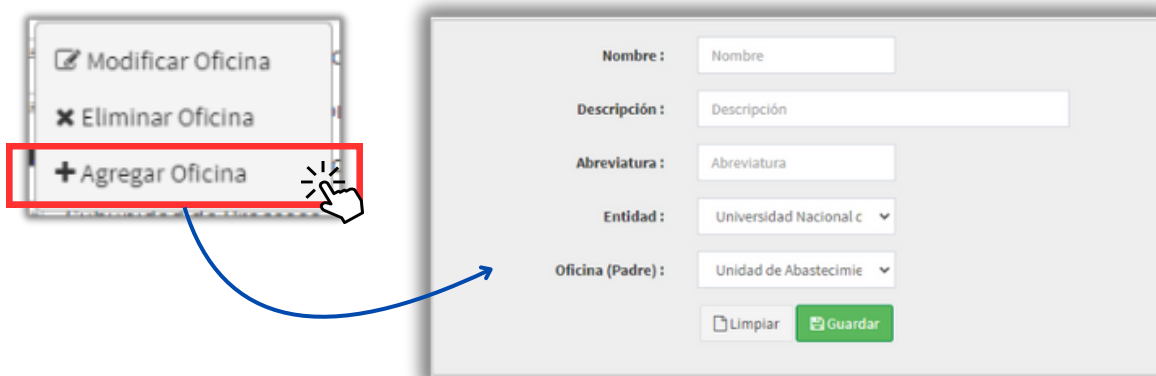 Modificar Oficina
Eliminar Oficina
Agregar Oficina
Nombre :
Nombre
Descripción :
Descripción
Abreviatura :
Abreviatura
Entidad :
Universidad Nacional c
Oficina (Padre) :
Unidad de Abastecimie
Limpiar
Guardar